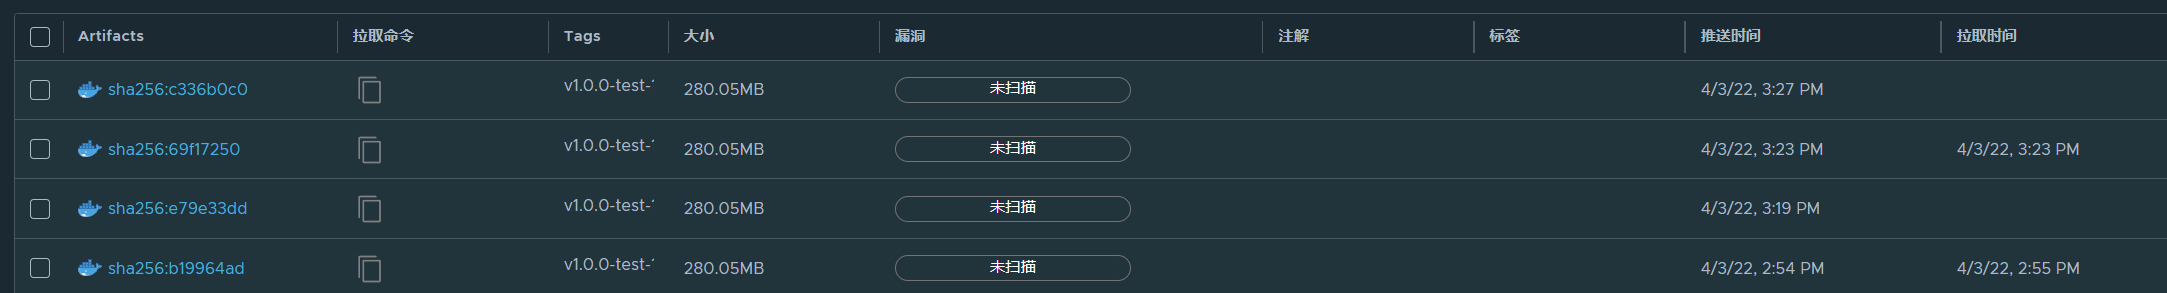 Artifacts 拉取命令 Tags 大小 漏洞 注解 标签 推送时间 拉取时间
sha256:c336b0c0 v1.0.0-test- 280.05MB 未扫描 4/3/22, 3:27 PM
sha256:69f17250 v1.0.0-test- 280.05MB 未扫描 4/3/22, 3:23 PM 4/3/22, 3:23 PM
sha256:e79e33dd v1.0.0-test- 280.05MB 未扫描 4/3/22, 3:19 PM
sha256:b19964ad v1.0.0-test- 280.05MB 未扫描 4/3/22, 2:54 PM 4/3/22, 2:55 PM